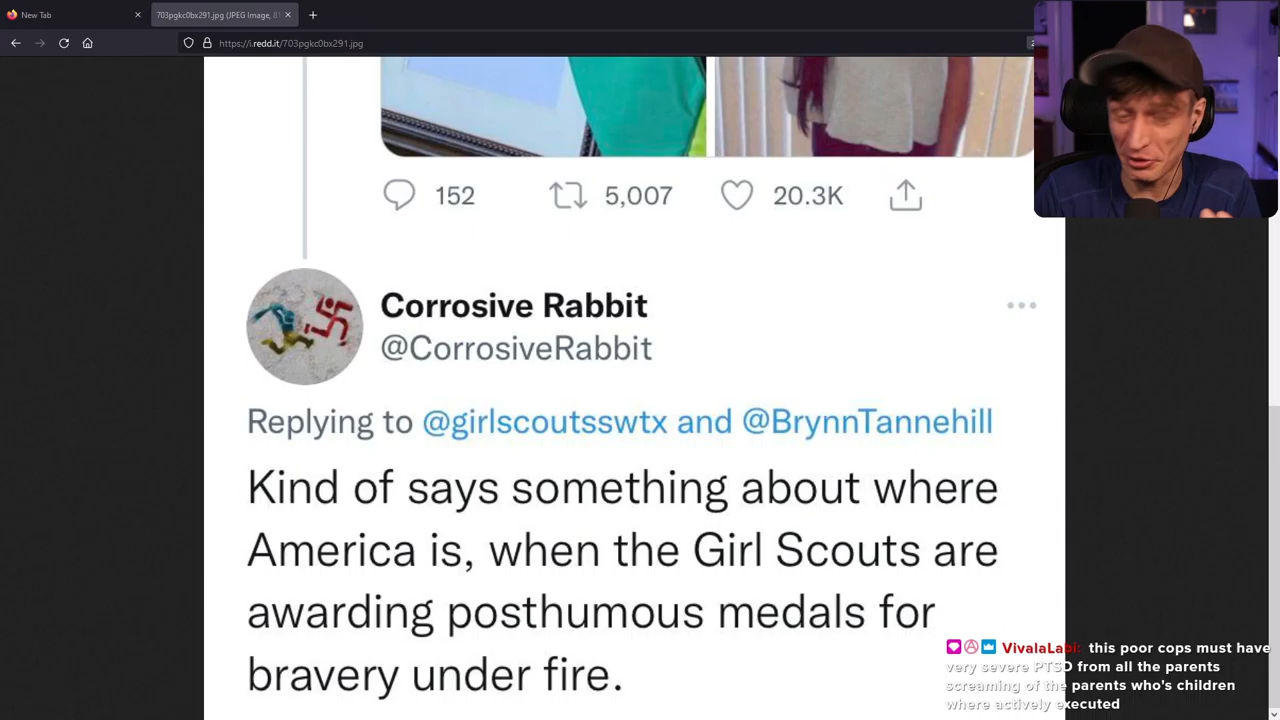 New Tab
703pgkc0bx291.jpg (JPEG Image, 81
https://i.redd.it/703pgkc0bx291.jpg
152
5,007
20.3K
Corrosive Rabbit
@CorrosiveRabbit
Replying to @girlscoutsswtx and @BrynnTannehill
Kind of says something about where
America is, when the Girl Scouts are
awarding posthumous medals for
bravery under fire.
VivalaLabi: this poor cops must have
very severe PTSD from all the parents
screaming of the parents who's children
where actively executed